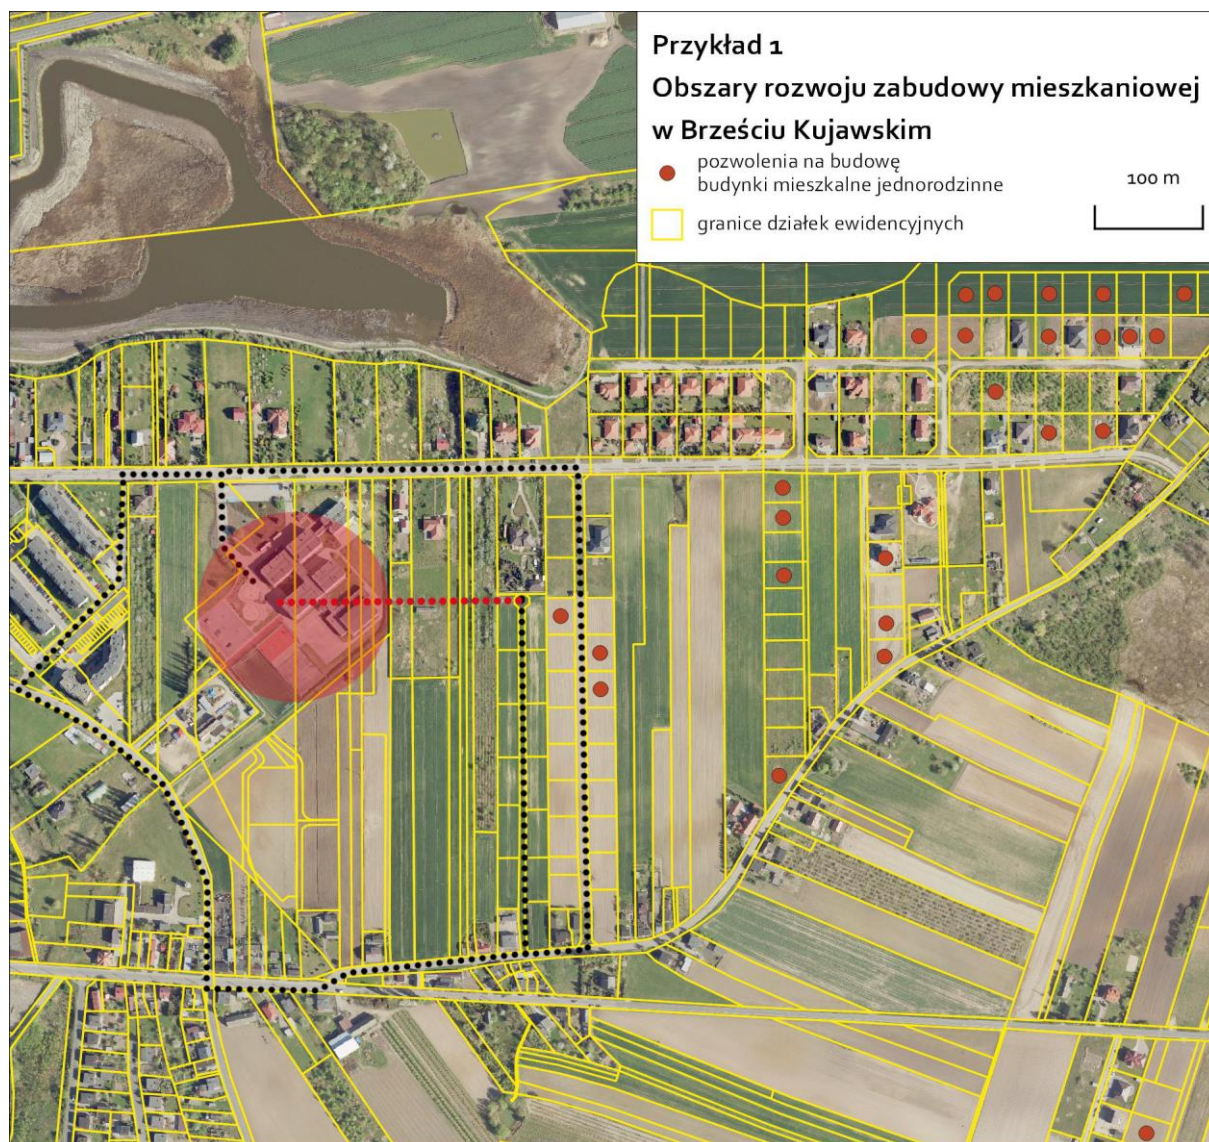 Przykład 1
Obszary rozwoju zabudowy mieszkaniowej
w Brześciu Kujawskim
pozwolenia na budowę
budynki mieszkalne jednorodzinne
100 m
granice działek ewidencyjnych